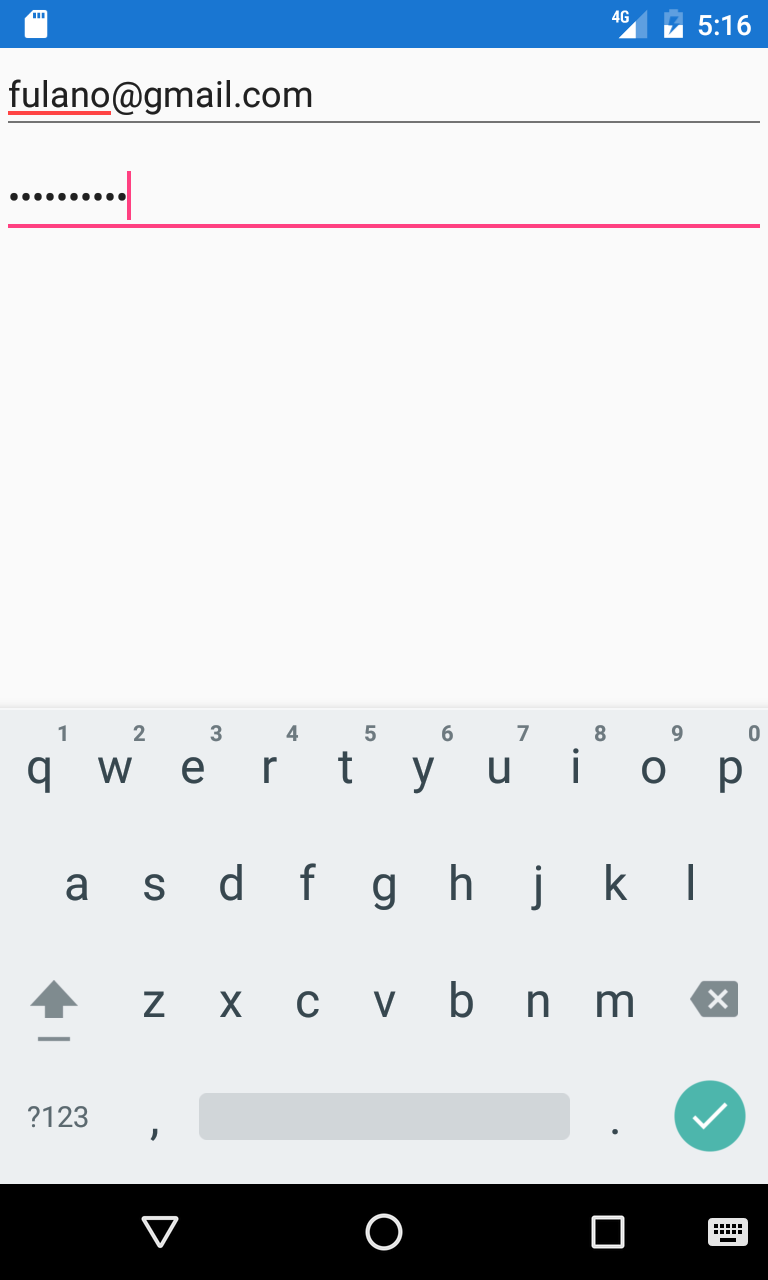 4G 5:16
fulano@gmail.com
••••••••••
1 2 3 4 5 6 7 8 9 0
q w e r t y u i o p
a s d f g h j k l
z x c v b n m
?123 , .